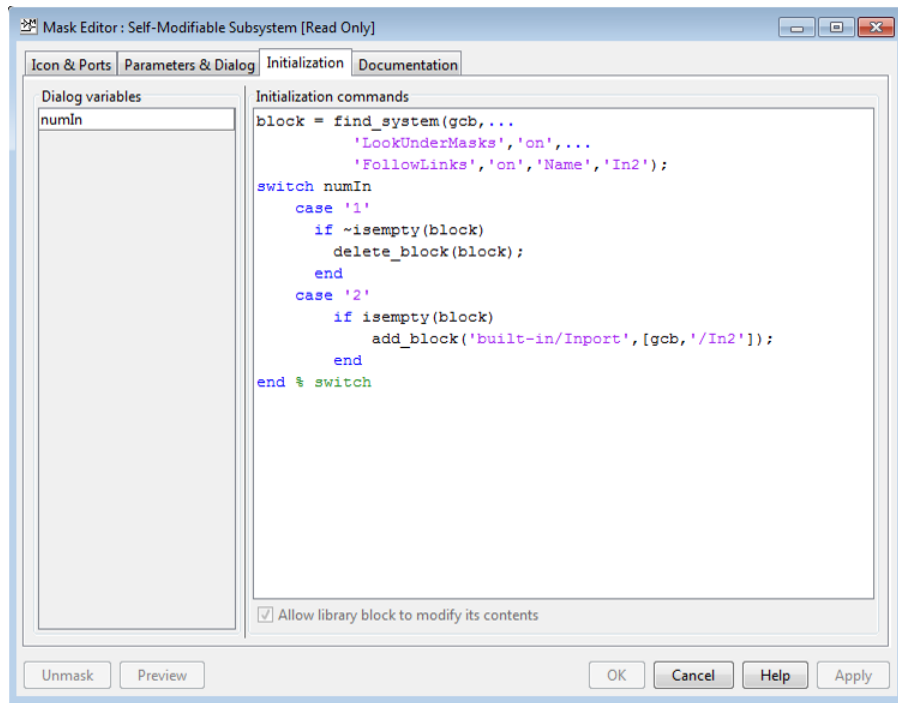 Mask Editor : Self-Modifiable Subsystem [Read Only]
Icon & Ports Parameters & Dialog Initialization Documentation
Dialog variables
numIn
Initialization commands
block = find_system(gcb,...
'LookUnderMasks','on',...
'FollowLinks','on','Name','In2');
switch numIn
case '1'
if ~isempty(block)
delete_block(block);
end
case '2'
if isempty(block)
add_block('built-in/Inport',[gcb,'/In2']);
end
end % switch
Allow library block to modify its contents
Unmask Preview OK Cancel Help Apply